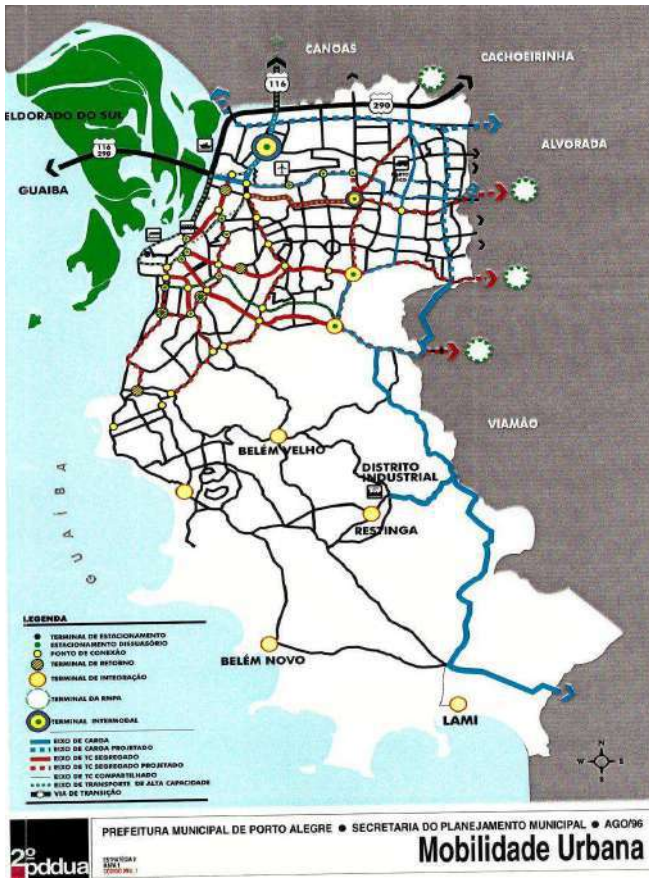 CANOAS
CACHOEIRINHA
116
290
ELDORADO DO SUL
116
290
ALVORADA
GUAIBA
VIAMÃO
BELÉM VELHO
DISTRITO
INDUSTRIAL
GUAÍBA
RESTINGA
BELÉM NOVO
LAMI
LEGENDA
TERMINAL DE ESTACIONAMENTO
ESTACIONAMENTO DISSUASÓRIO
PONTO DE CONEXÃO
TERMINAL DE RETORNO
TERMINAL DE INTEGRAÇÃO
TERMINAL DA RMPA
TERMINAL INTERMODAL
EIXO DE CARGA
EIXO DE CARGA PROJETADO
EIXO DE TC SEGREGADO
EIXO DE TC SEGREGADO PROJETADO
EIXO DE TC COMPARTILHADO
EIXO DE TRANSPORTE DE ALTA CAPACIDADE
VIA DE TRANSIÇÃO
N
E
S
2º
pddua
PREFEITURA MUNICIPAL DE PORTO ALEGRE ● SECRETARIA DO PLANEJAMENTO MUNICIPAL ● AGO/96
Mobilidade Urbana